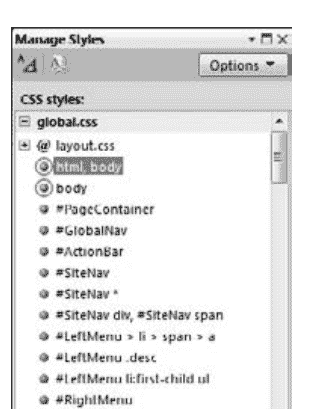 Manage Styles
Options
CSS styles:
global.css
@ layout.css
html, body
body
#PageContainer
#GlobalNav
#ActionBar
#SiteNav
#SiteNav *
#SiteNav div, #SiteNav span
#LeftMenu > li > span > a
#LeftMenu .desc
#LeftMenu li:first-child ul
#RightMenu